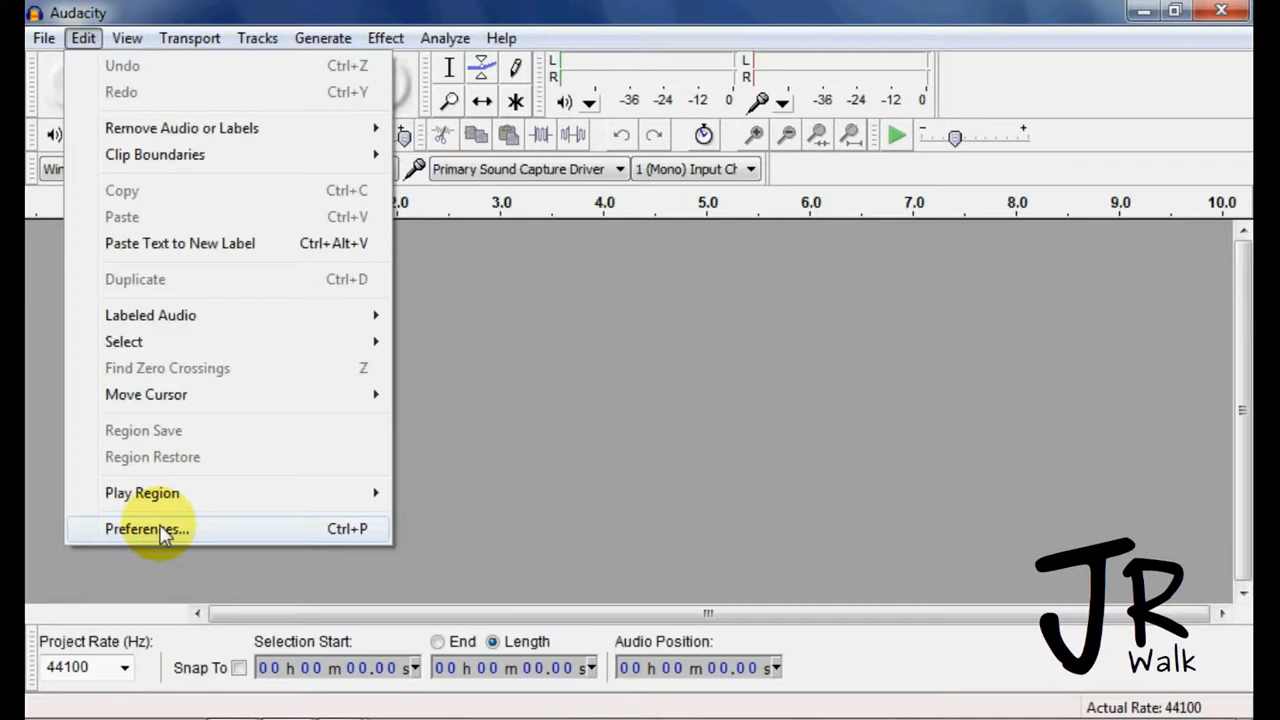 Audacity
File Edit View Transport Tracks Generate Effect Analyze Help
Undo Ctrl+Z
Redo Ctrl+Y
Remove Audio or Labels
Clip Boundaries
Copy Ctrl+C
Paste Ctrl+V
Paste Text to New Label Ctrl+Alt+V
Duplicate Ctrl+D
Labeled Audio
Select
Find Zero Crossings Z
Move Cursor
Region Save
Region Restore
Play Region
Preferences... Ctrl+P
L
R
-36 -24 -12 0
L
R
-36 -24 -12 0
Win
Primary Sound Capture Driver
1 (Mono) Input Ch
2.0 3.0 4.0 5.0 6.0 7.0 8.0 9.0 10.0
Project Rate (Hz):
44100
Snap To
Selection Start:
00 h 00 m 00.00 s
End Length
00 h 00 m 00.00 s
Audio Position:
00 h 00 m 00.00 s
Actual Rate: 44100
JR
Walk